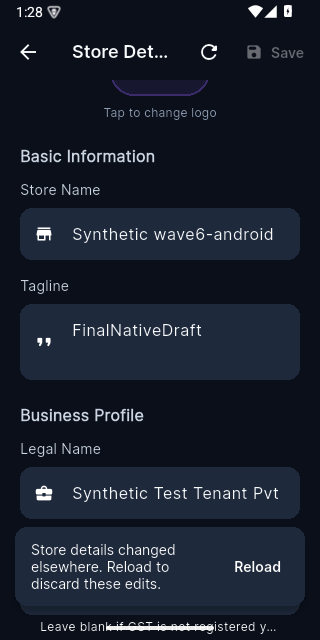 1:28
Store Det...
Save
Tap to change logo
Basic Information
Store Name
Synthetic wave6-android
Tagline
FinalNativeDraft
Business Profile
Legal Name
Synthetic Test Tenant Pvt
Store details changed
elsewhere. Reload to
discard these edits.
Reload
Leave blank if GST is not registered y...